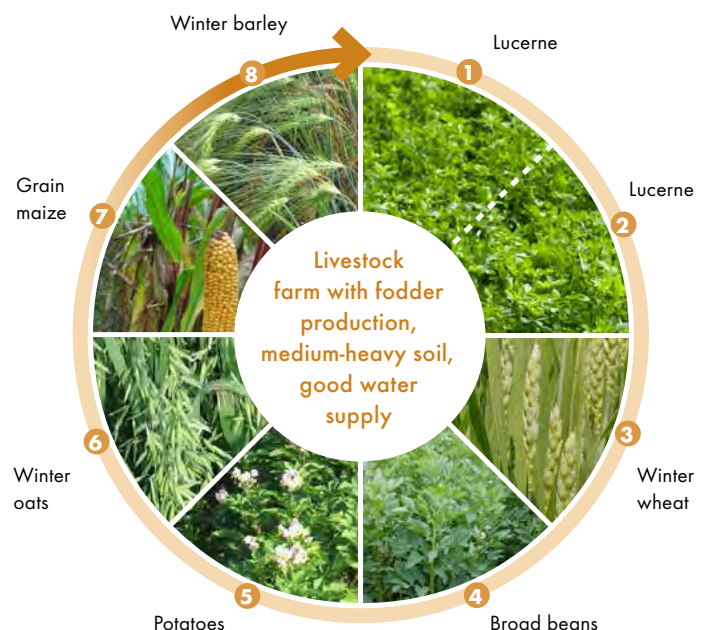 Winter barley
8
1
Lucerne
Lucerne
2
Grain
maize
7
Livestock
farm with fodder
production,
medium-heavy soil,
good water
supply
3
Winter
wheat
6
Winter
oats
5
Potatoes
4
Broad beans